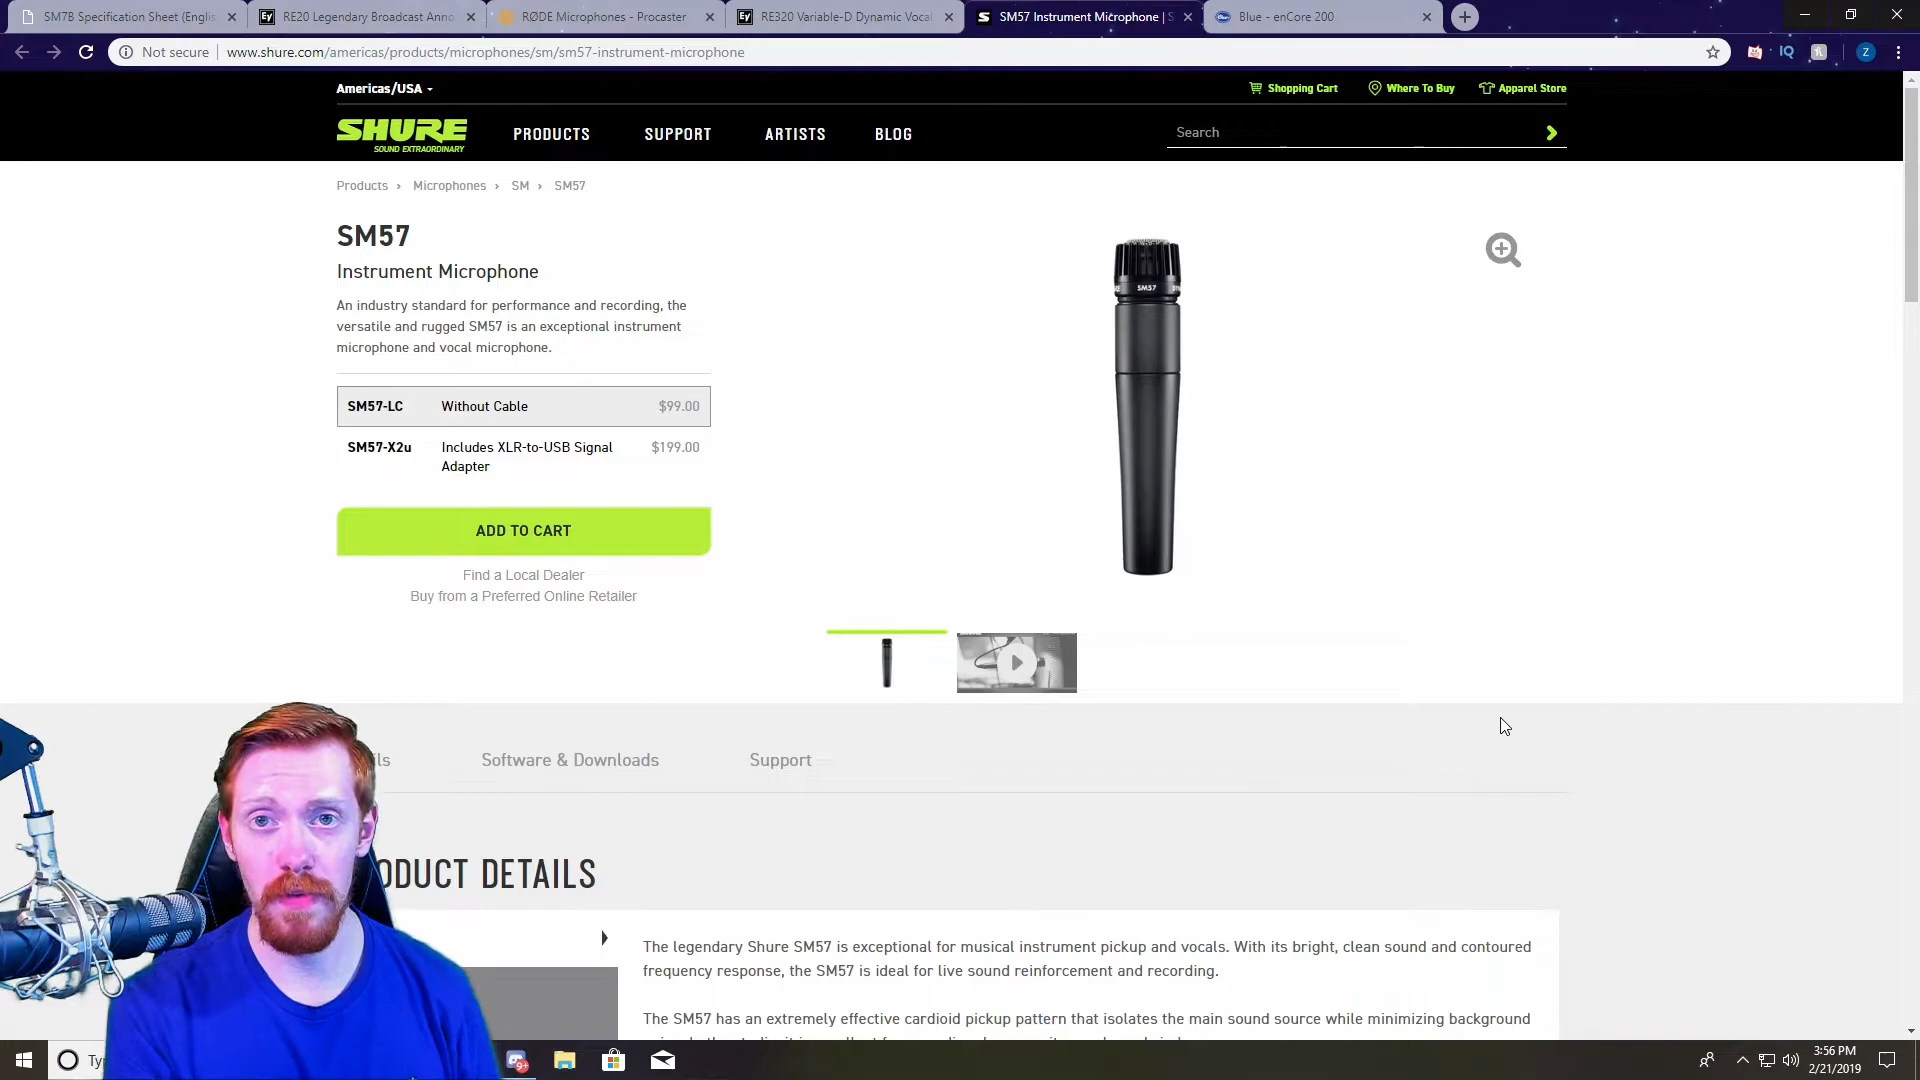 SM7B Specification Sheet (Englis
RE20 Legendary Broadcast Anno
RØDE Microphones - Procaster
RE320 Variable-D Dynamic Vocal
SM57 Instrument Microphone | S
Blue - enCore 200
Not secure
www.shure.com/americas/products/microphones/sm/sm57-instrument-microphone
Americas/USA
Shopping Cart
Where To Buy
Apparel Store
SHURE
SOUND EXTRAORDINARY
PRODUCTS
SUPPORT
ARTISTS
BLOG
Search
Products › Microphones › SM › SM57
SM57
Instrument Microphone
An industry standard for performance and recording, the
versatile and rugged SM57 is an exceptional instrument
microphone and vocal microphone.
SM57-LC Without Cable $99.00
SM57-X2u Includes XLR-to-USB Signal $199.00
Adapter
ADD TO CART
Find a Local Dealer
Buy from a Preferred Online Retailer
SM57
ils
Software & Downloads
Support
ODUCT DETAILS
The legendary Shure SM57 is exceptional for musical instrument pickup and vocals. With its bright, clean sound and contoured
frequency response, the SM57 is ideal for live sound reinforcement and recording.
The SM57 has an extremely effective cardioid pickup pattern that isolates the main sound source while minimizing background
Ty
9+
3:56 PM
2/21/2019